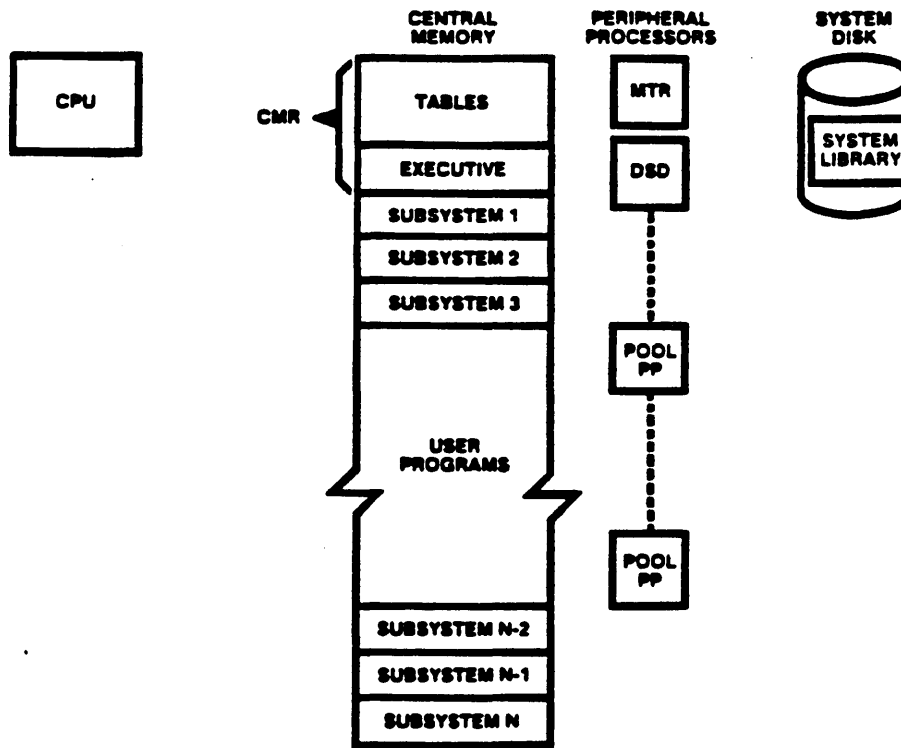 CENTRAL
MEMORY
PERIPHERAL
PROCESSORS
SYSTEM
DISK
CPU
CMR
TABLES
EXECUTIVE
SUBSYSTEM 1
SUBSYSTEM 2
SUBSYSTEM 3
USER
PROGRAMS
SUBSYSTEM N-2
SUBSYSTEM N-1
SUBSYSTEM N
MTR
DSD
POOL
PP
POOL
PP
SYSTEM
LIBRARY